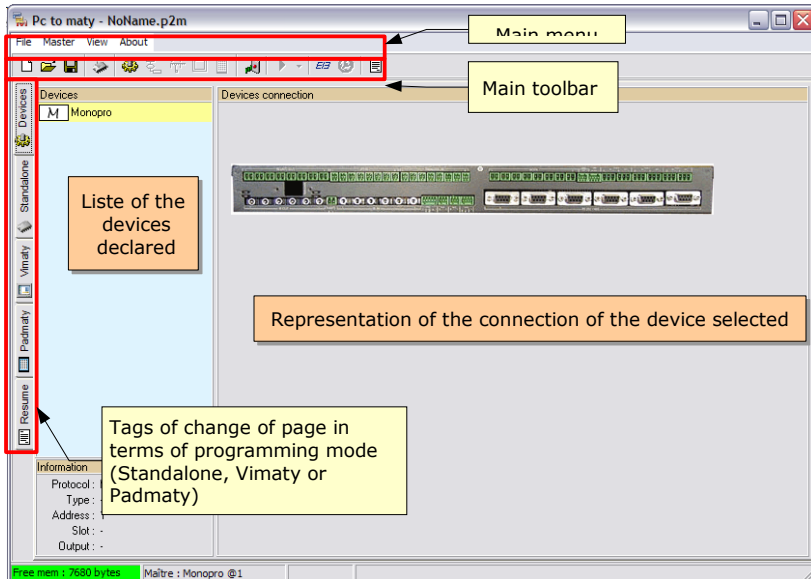 Pc to maty - NoName.p2m
File Master View About
Main menu
Main toolbar
Devices
Standalone
Vimaty
Padmaty
Resume
Devices
Monopro
Devices connection
Liste of the
devices
declared
Representation of the connection of the device selected
Tags of change of page in
terms of programming mode
(Standalone, Vimaty or
Padmaty)
Information
Protocol :
Type :
Address :
Slot : -
Output : -
Free mem : 7680 bytes
Maître : Monopro @1